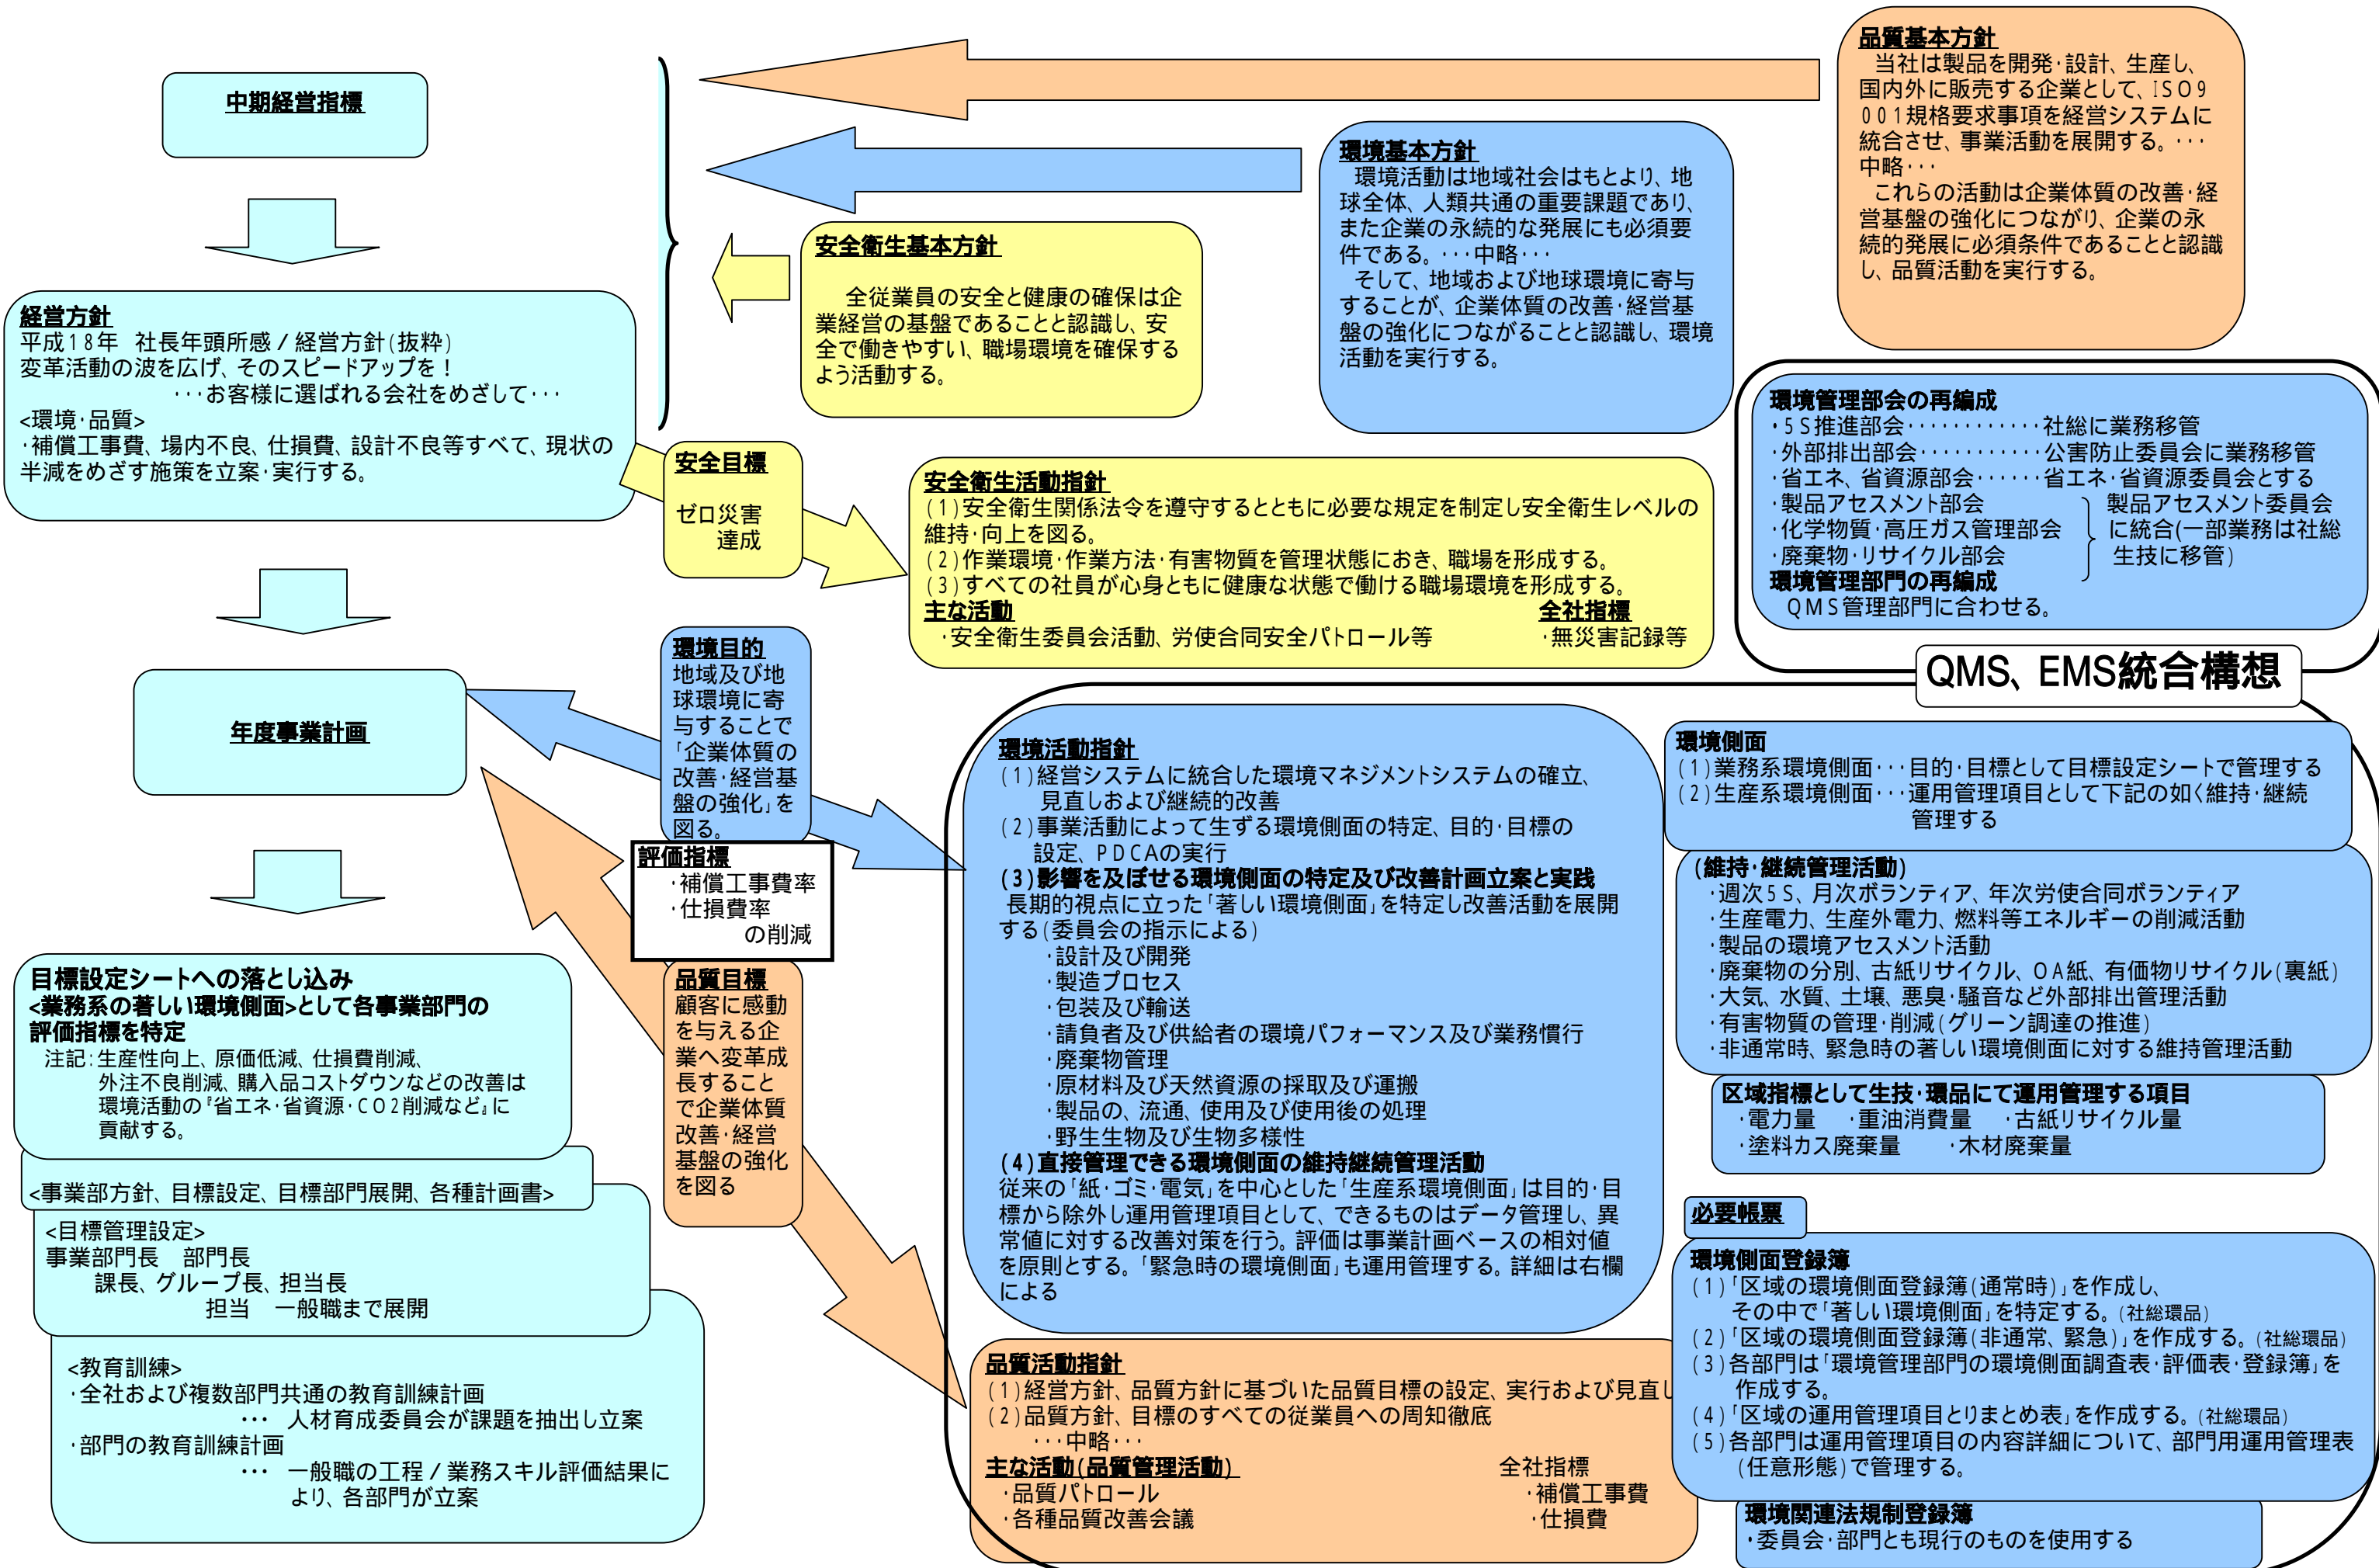 中期経営指標
経営方針
平成18年 社長年頭所感/経営方針(抜粋)
変革活動の波を広げ、そのスピードアップを!
･･･お客様に選ばれる会社をめざして･･･
<環境･品質>
･補償工事費、場内不良、仕損費、設計不良等すべて、現状の
半減をめざす施策を立案･実行する。
年度事業計画
目標設定シートへの落とし込み
<業務系の著しい環境側面>として各事業部門の
評価指標を特定
注記:生産性向上、原価低減、仕損費削減、
外注不良削減、購入品コストダウンなどの改善は
環境活動の『省エネ･省資源･CO2削減など』に
貢献する。
<事業部方針、目標設定、目標部門展開、各種計画書>
<目標管理設定>
事業部門長 部門長
課長、グループ長、担当長
担当 一般職まで展開
<教育訓練>
･全社および複数部門共通の教育訓練計画
･･･ 人材育成委員会が課題を抽出し立案
･部門の教育訓練計画
･･･ 一般職の工程/業務スキル評価結果に
より、各部門が立案
品質基本方針
当社は製品を開発･設計、生産し、
国内外に販売する企業として、ISO9
001規格要求事項を経営システムに
統合させ、事業活動を展開する。･･･
中略･･･
これらの活動は企業体質の改善･経
営基盤の強化につながり、企業の永
続的発展に必須条件であることと認識
し、品質活動を実行する。
環境基本方針
環境活動は地域社会はもとより、地
球全体、人類共通の重要課題であり、
また企業の永続的な発展にも必須要
件である。･･･中略･･･
そして、地域および地球環境に寄与
することが、企業体質の改善･経営基
盤の強化につながることと認識し、環境
活動を実行する。
安全衛生基本方針
全従業員の安全と健康の確保は企
業経営の基盤であることと認識し、安
全で働きやすい、職場環境を確保する
よう活動する。
安全目標
ゼロ災害
達成
安全衛生活動指針
(1)安全衛生関係法令を遵守するとともに必要な規定を制定し安全衛生レベルの
維持･向上を図る。
(2)作業環境･作業方法･有害物質を管理状態におき、職場を形成する。
(3)すべての社員が心身ともに健康な状態で働ける職場環境を形成する。
主な活動 全社指標
･安全衛生委員会活動、労使合同安全パトロール等 ･無災害記録等
環境管理部会の再編成
･5S推進部会････････････社総に業務移管
･外部排出部会･･･････････公害防止委員会に業務移管
･省エネ、省資源部会･･････省エネ･省資源委員会とする
･製品アセスメント部会 製品アセスメント委員会
･化学物質･高圧ガス管理部会 に統合(一部業務は社総
･廃棄物･リサイクル部会 生技に移管)
環境管理部門の再編成
QMS管理部門に合わせる。
QMS、EMS統合構想
環境目的
地域及び地
球環境に寄
与することで
「企業体質の
改善･経営基
盤の強化」を
図る。
評価指標
･補償工事費率
･仕損費率
の削減
品質目標
顧客に感動
を与える企
業へ変革成
長すること
で企業体質
改善･経営
基盤の強化
を図る
環境活動指針
(1)経営システムに統合した環境マネジメントシステムの確立、
見直しおよび継続的改善
(2)事業活動によって生ずる環境側面の特定、目的･目標の
設定、PDCAの実行
(3)影響を及ぼせる環境側面の特定及び改善計画立案と実践
長期的視点に立った「著しい環境側面」を特定し改善活動を展開
する(委員会の指示による)
･設計及び開発
･製造プロセス
･包装及び輸送
･請負者及び供給者の環境パフォーマンス及び業務慣行
･廃棄物管理
･原材料及び天然資源の採取及び運搬
･製品の、流通、使用及び使用後の処理
･野生生物及び生物多様性
(4)直接管理できる環境側面の維持継続管理活動
従来の「紙･ゴミ･電気」を中心とした「生産系環境側面」は目的･目
標から除外し運用管理項目として、できるものはデータ管理し、異
常値に対する改善対策を行う。評価は事業計画ベースの相対値
を原則とする。「緊急時の環境側面」も運用管理する。詳細は右欄
による
品質活動指針
(1)経営方針、品質方針に基づいた品質目標の設定、実行および見直し
(2)品質方針、目標のすべての従業員への周知徹底
･･･中略･･･
主な活動(品質管理活動) 全社指標
･品質パトロール ･補償工事費
･各種品質改善会議 ･仕損費
環境側面
(1)業務系環境側面･･･目的･目標として目標設定シートで管理する
(2)生産系環境側面･･･運用管理項目として下記の如く維持･継続
管理する
(維持･継続管理活動)
･週次5S、月次ボランティア、年次労使合同ボランティア
･生産電力、生産外電力、燃料等エネルギーの削減活動
･製品の環境アセスメント活動
･廃棄物の分別、古紙リサイクル、OA紙、有価物リサイクル(裏紙)
･大気、水質、土壌、悪臭･騒音など外部排出管理活動
･有害物質の管理･削減(グリーン調達の推進)
･非通常時、緊急時の著しい環境側面に対する維持管理活動
区域指標として生技･環品にて運用管理する項目
･電力量 ･重油消費量 ･古紙リサイクル量
･塗料カス廃棄量 ･木材廃棄量
必要帳票
環境側面登録簿
(1)「区域の環境側面登録簿(通常時)」を作成し、
その中で「著しい環境側面」を特定する。(社総環品)
(2)「区域の環境側面登録簿(非通常、緊急)」を作成する。(社総環品)
(3)各部門は「環境管理部門の環境側面調査表･評価表･登録簿」を
作成する。
(4)「区域の運用管理項目とりまとめ表」を作成する。(社総環品)
(5)各部門は運用管理項目の内容詳細について、部門用運用管理表
(任意形態)で管理する。
環境関連法規制登録簿
･委員会･部門とも現行のものを使用する